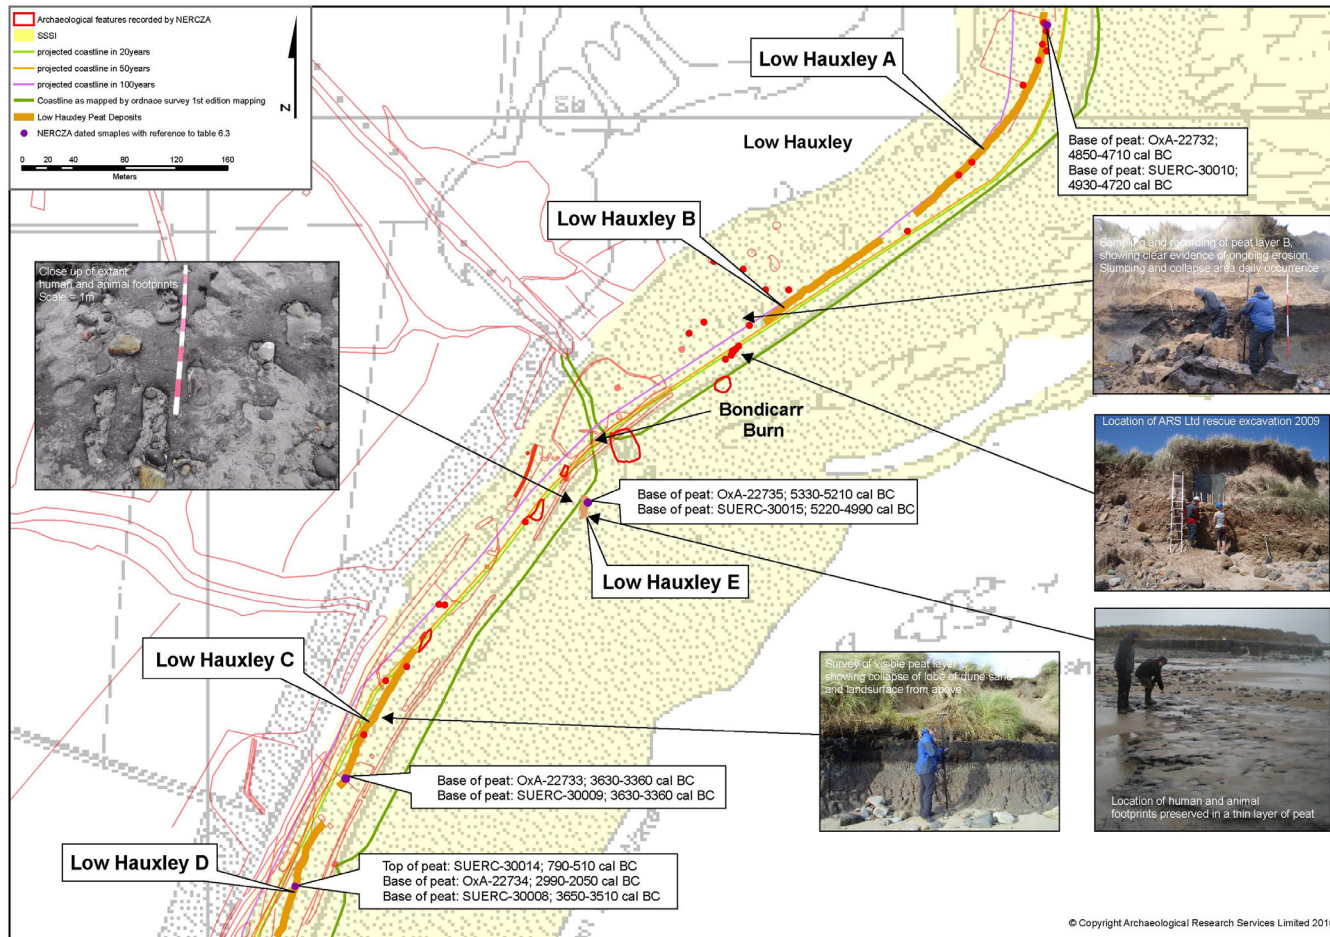 Archaeological features recorded by NERCZA
SSSI
projected coastline in 20years
projected coastline in 50years
projected coastline in 100years
Coastline as mapped by ordnace survey 1st edition mapping
Low Hauxley Peat Deposits
NERCZA dated smaples with reference to table 6.3
0 20 40 80 120 160
Meters
N
Low Hauxley A
Low Hauxley
Base of peat: OxA-22732;
4850-4710 cal BC
Base of peat: SUERC-30010;
4930-4720 cal BC
Low Hauxley B
Sampling and recording of peat layer B,
showing clear evidence of ongoing erosion.
Slumping and collapse area daily occurrence
Close up of extant
human and animal footprints
Scale = 1m
Bondicarr
Burn
Location of ARS Ltd rescue excavation 2009
Base of peat: OxA-22735; 5330-5210 cal BC
Base of peat: SUERC-30015; 5220-4990 cal BC
Low Hauxley E
Low Hauxley C
Survey of visible peat layer
showing collapse of lobe of dune sand
and landsurface from above
Base of peat: OxA-22733; 3630-3360 cal BC
Base of peat: SUERC-30009; 3630-3360 cal BC
Location of human and animal
footprints preserved in a thin layer of peat
Low Hauxley D
Top of peat: SUERC-30014; 790-510 cal BC
Base of peat: OxA-22734; 2990-2050 cal BC
Base of peat: SUERC-30008; 3650-3510 cal BC
© Copyright Archaeological Research Services Limited